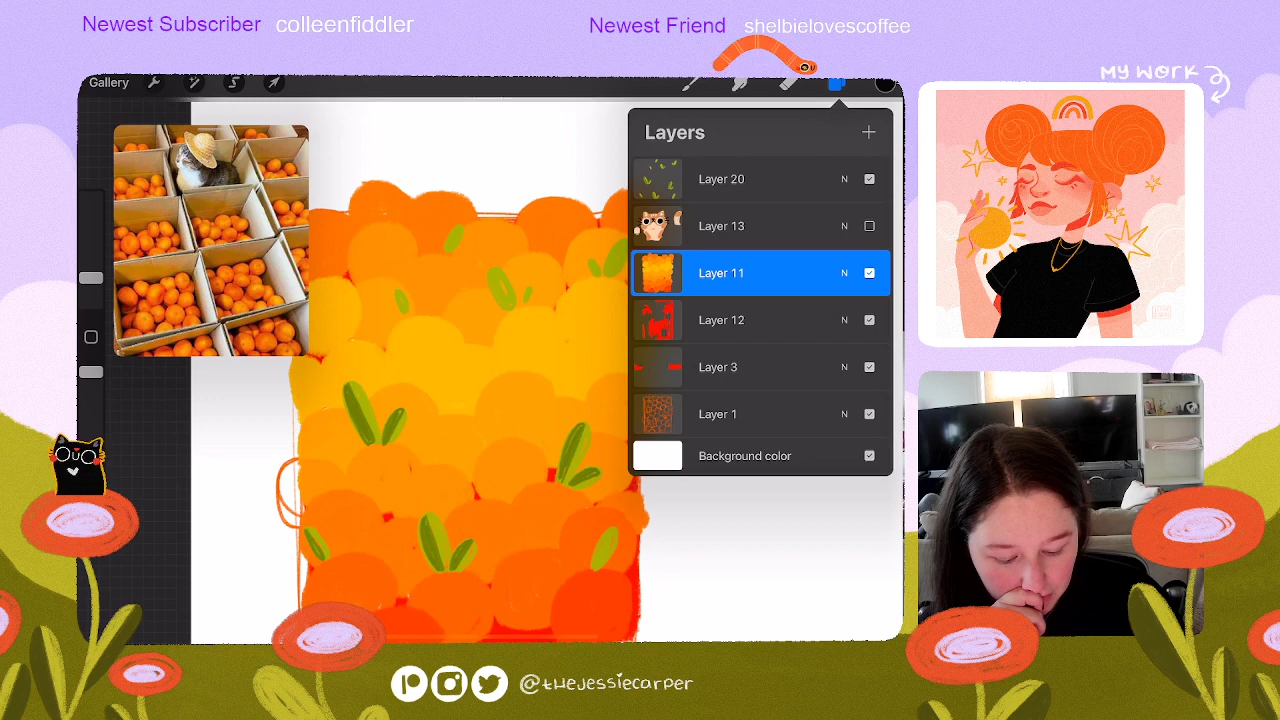 Newest Subscriber colleenfiddler
Newest Friend shelbielovescoffee
MY WORK
Gallery
Layers
Layer 20 N
Layer 13 N
Layer 11 N
Layer 12 N
Layer 3 N
Layer 1 N
Background color
@THEJESSIECARPER